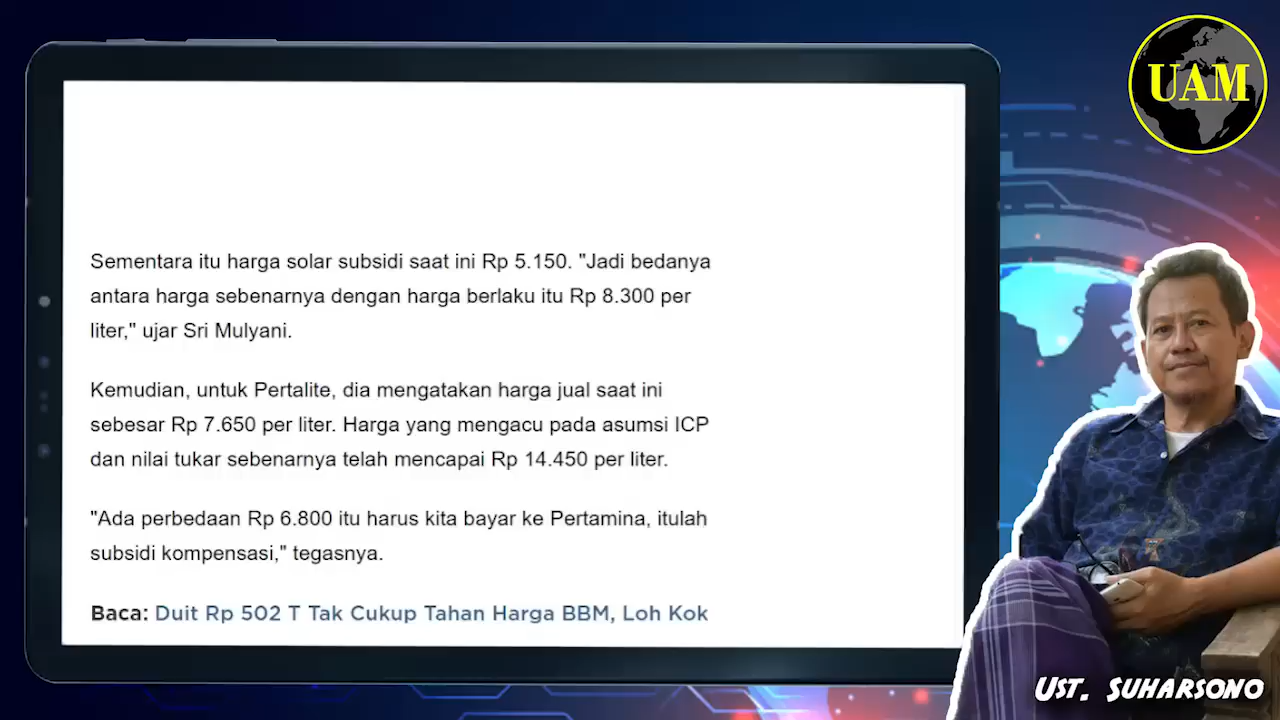 UAM
Sementara itu harga solar subsidi saat ini Rp 5.150. "Jadi bedanya
antara harga sebenarnya dengan harga berlaku itu Rp 8.300 per
liter," ujar Sri Mulyani.
Kemudian, untuk Pertalite, dia mengatakan harga jual saat ini
sebesar Rp 7.650 per liter. Harga yang mengacu pada asumsi ICP
dan nilai tukar sebenarnya telah mencapai Rp 14.450 per liter.
"Ada perbedaan Rp 6.800 itu harus kita bayar ke Pertamina, itulah
subsidi kompensasi," tegasnya.
Baca: Duit Rp 502 T Tak Cukup Tahan Harga BBM, Loh Kok
UST. SUHARSONO